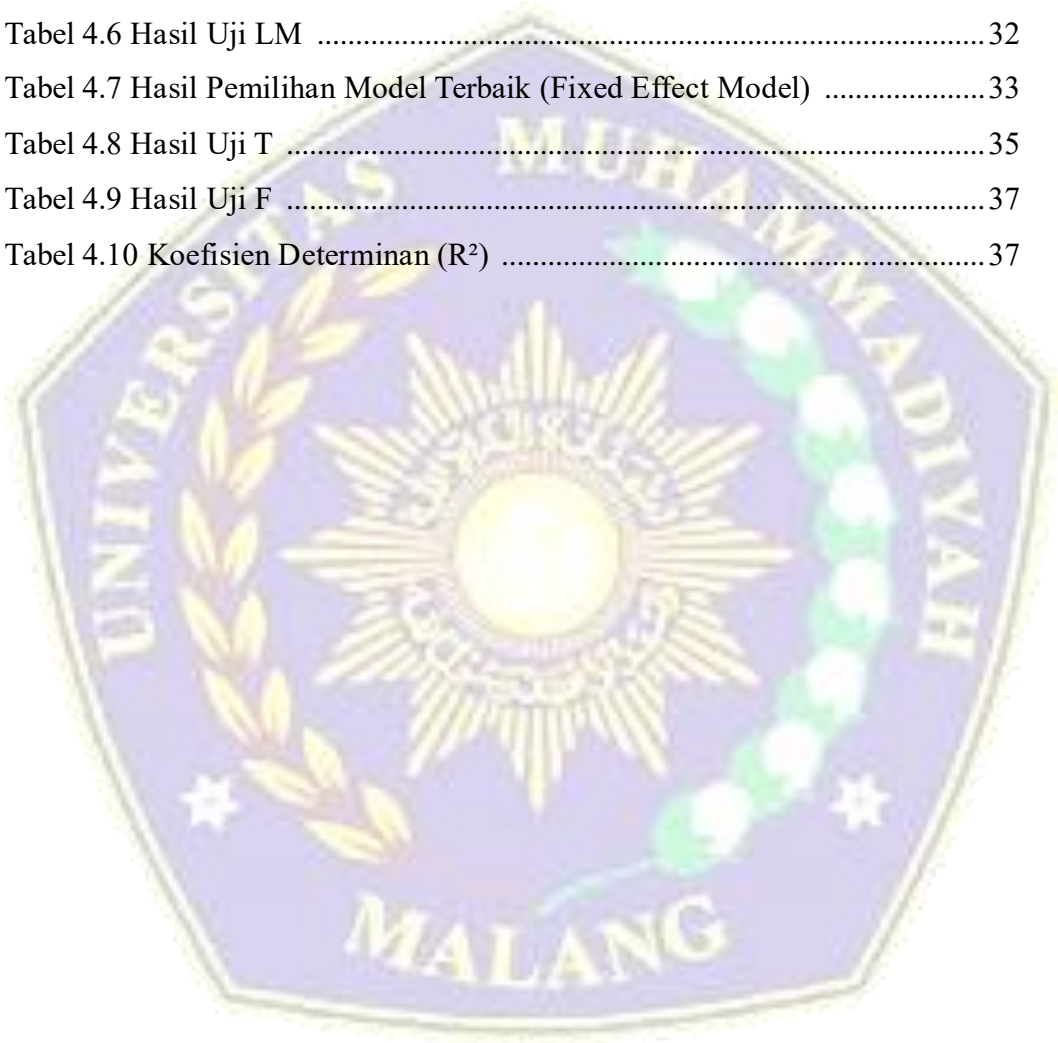 Tabel 4.6 Hasil Uji LM ........................................................................................ 32
Tabel 4.7 Hasil Pemilihan Model Terbaik (Fixed Effect Model) ..................... 33
Tabel 4.8 Hasil Uji T ............................................................................................ 35
Tabel 4.9 Hasil Uji F ............................................................................................ 37
Tabel 4.10 Koefisien Determinan (R²) ................................................................ 37
UNIVERSITAS MUHAMMADIYAH
MALANG